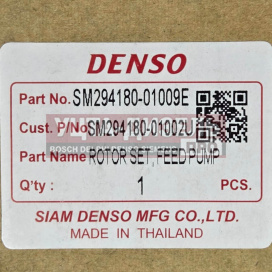 DENSO
Part No. SM294180-01009E
Cust. P/No SM294180-01002U
Part Name ROTOR SET, FEED PUMP
Q'ty : 1 PCS.
SIAM DENSO MFG CO.,LTD.
MADE IN THAILAND